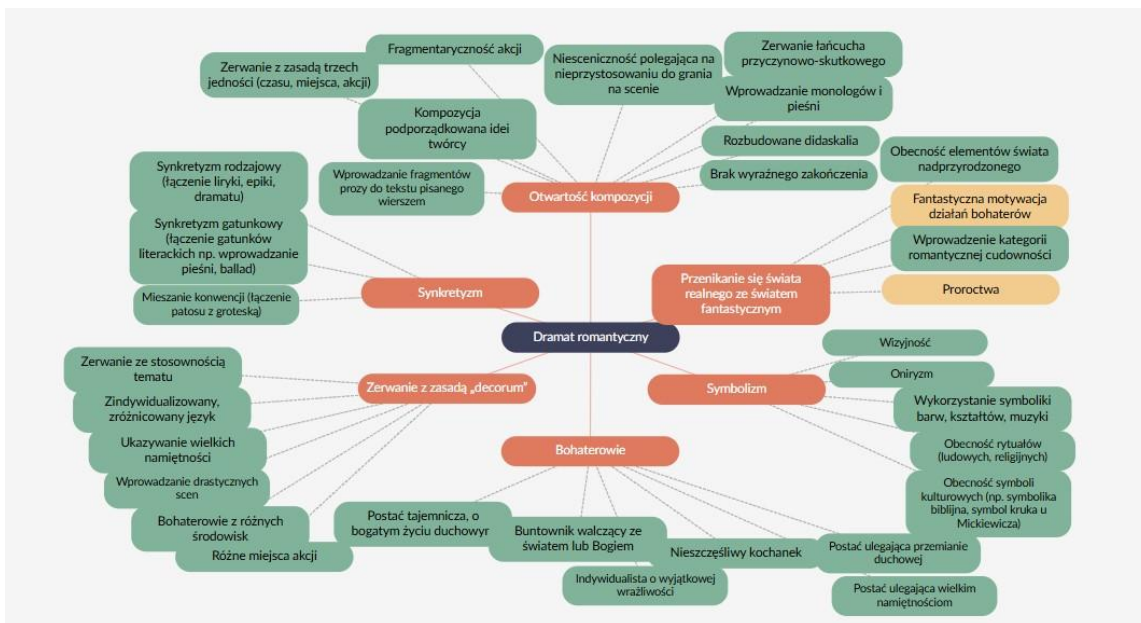 Fragmentaryczność akcji
Zerwanie z zasadą trzech
jedności (czasu, miejsca, akcji)
Niesceniczność polegająca na
nieprzystosowaniu do grania
na scenie
Zerwanie łańcucha
przyczynowo-skutkowego
Wprowadzanie monologów i
pieśni
Kompozycja
podporządkowana idei
twórcy
Rozbudowane didaskalia
Wprowadzanie fragmentów
prozy do tekstu pisanego
wierszem
Brak wyraźnego zakończenia
Otwartość kompozycji
Synkretyzm rodzajowy
(łączenie liryki, epiki,
dramatu)
Synkretyzm gatunkowy
(łączenie gatunków
literackich np. wprowadzanie
pieśni, ballad)
Mieszanie konwencji (łączenie
patosu z groteską)
Synkretyzm
Obecność elementów świata
nadprzyrodzonego
Fantastyczna motywacja
działań bohaterów
Wprowadzenie kategorii
romantycznej cudowności
Proroctwa
Przenikanie się świata
realnego ze światem
fantastycznym
Dramat romantyczny
Zerwanie ze stosownością
tematu
Zindywidualizowany,
zróżnicowany język
Ukazywanie wielkich
namiętności
Wprowadzanie drastycznych
scen
Bohaterowie z różnych
środowisk
Różne miejsca akcji
Zerwanie z zasadą „decorum”
Symbolizm
Wizyjność
Oniryzm
Wykorzystanie symboliki
barw, kształtów, muzyki
Obecność rytuałów
(ludowych, religijnych)
Obecność symboli
kulturowych (np. symbolika
biblijna, symbol kruka u
Mickiewicza)
Bohaterowie
Postać tajemnicza, o
bogatym życiu duchowyr
Buntownik walczący ze
światem lub Bogiem
Indywidualista o wyjątkowej
wrażliwości
Nieszczęśliwy kochanek
Postać ulegająca przemianie
duchowej
Postać ulegająca wielkim
namiętnościom